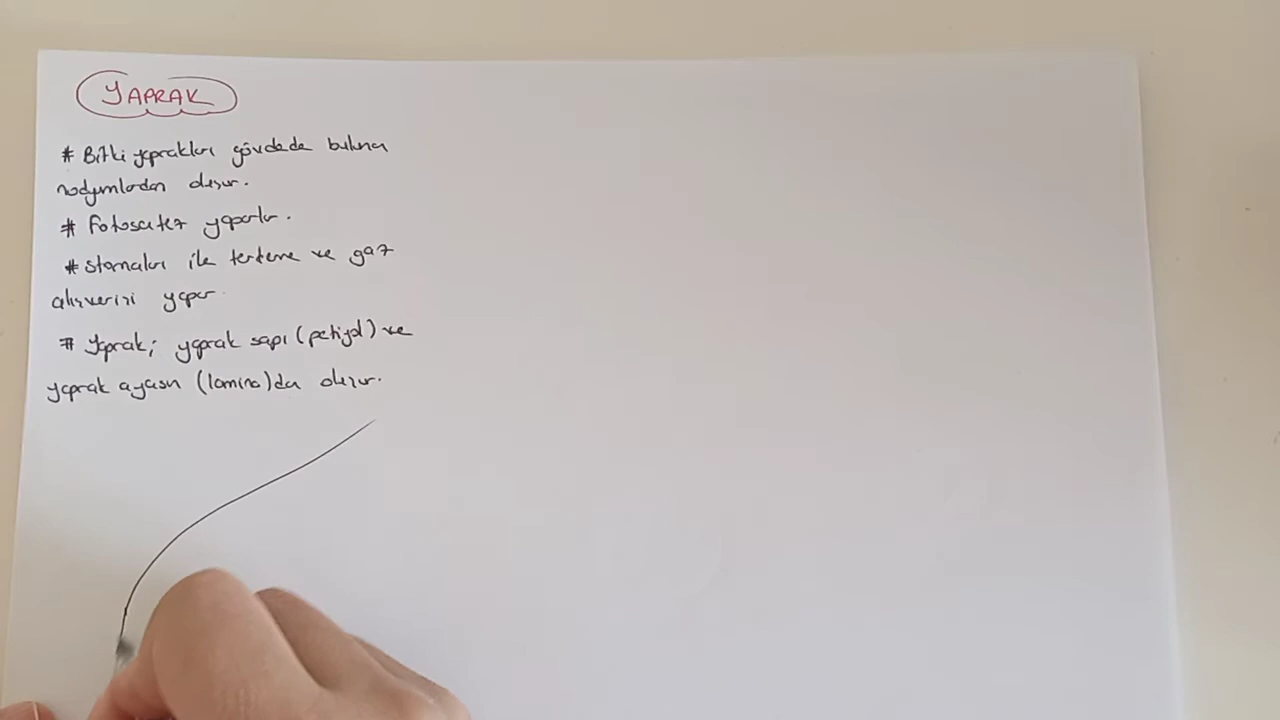 YAPRAK
# Bitki yaprakları gövdede bulunan
nodyumlardan oluşur.
# Fotosentez yaparlar.
# Stomaları ile terleme ve gaz
alışverişi yapar.
# Yaprak; yaprak sapı (petiyol) ve
yaprak ayasın (lamina)dan oluşur.